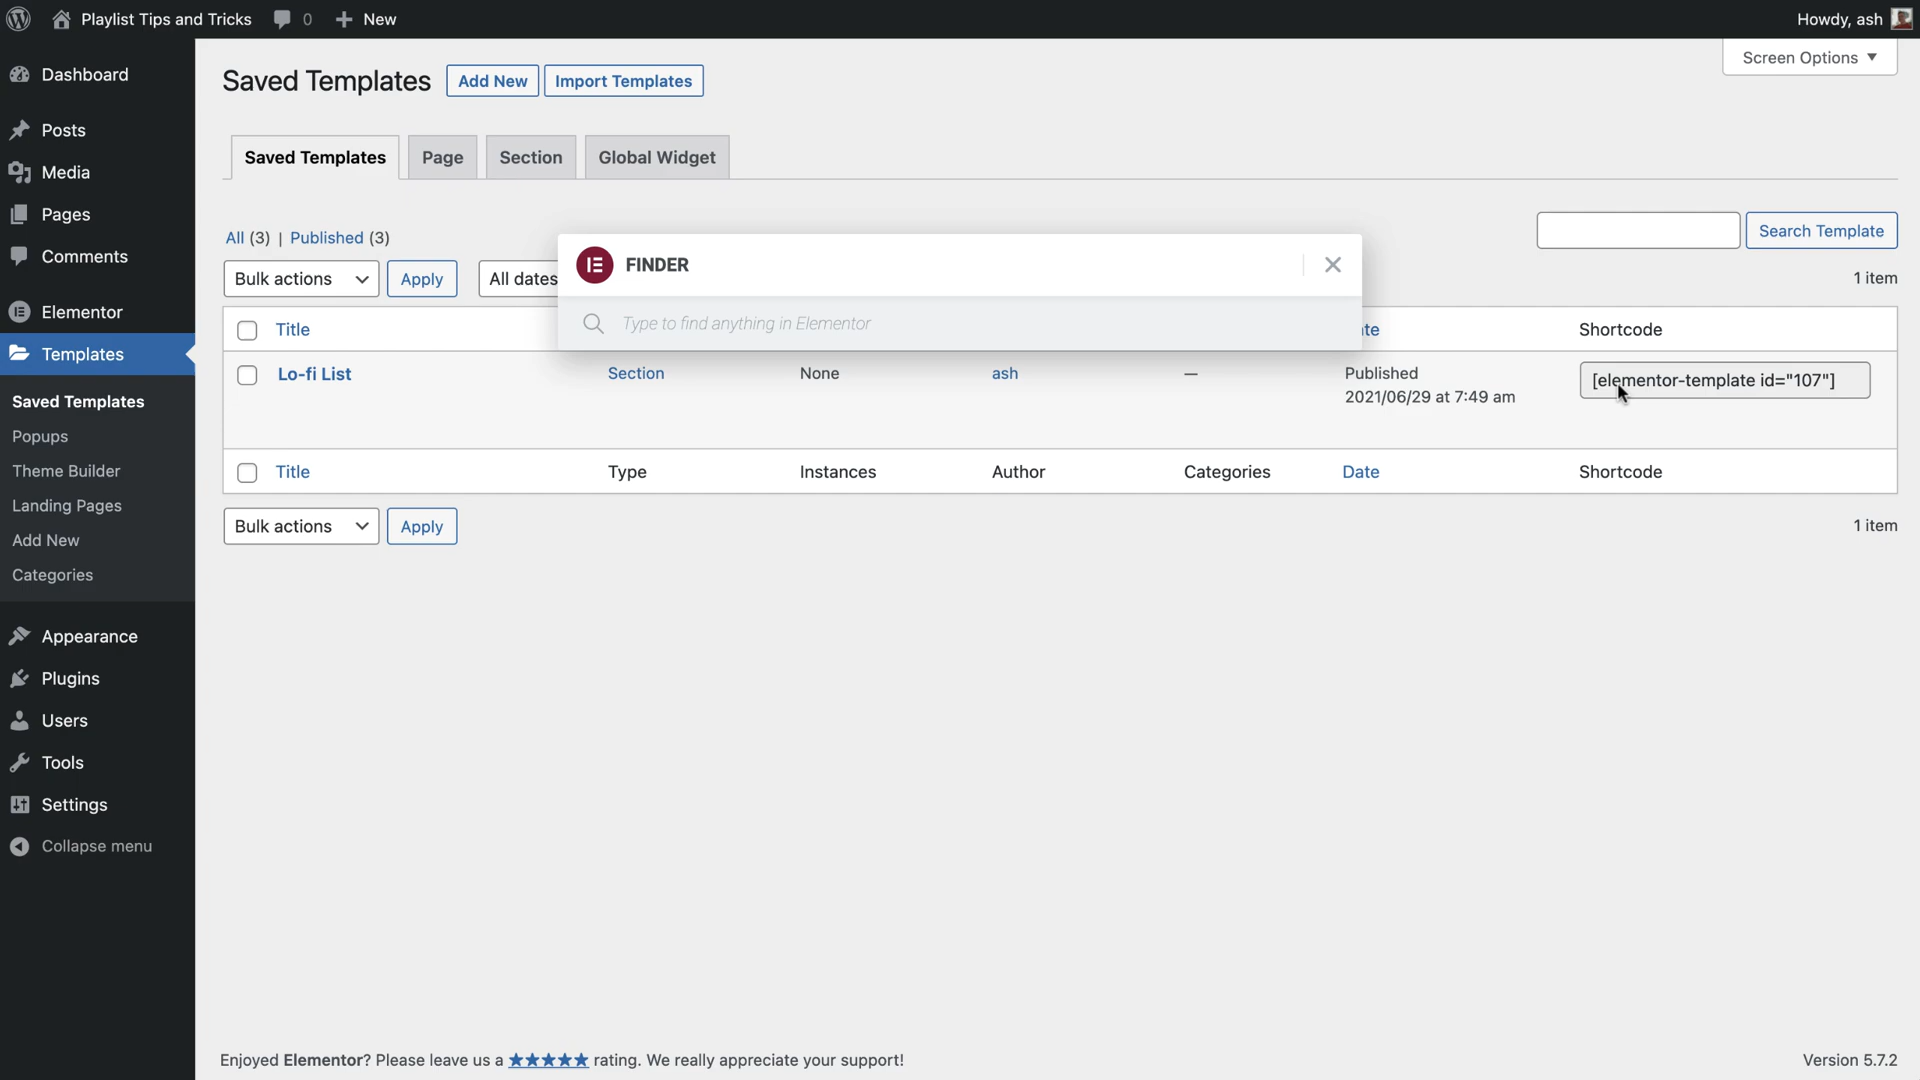 Playlist Tips and Tricks 0 New Howdy, ash
Screen Options
Dashboard
Posts
Media
Pages
Comments
Elementor
Templates
Saved Templates
Popups
Theme Builder
Landing Pages
Add New
Categories
Appearance
Plugins
Users
Tools
Settings
Collapse menu
Saved Templates Add New Import Templates
Saved Templates Page Section Global Widget
All (3) | Published (3)
Search Template
Bulk actions Apply All dates
1 item
FINDER
Type to find anything in Elementor
Title te Shortcode
Lo-fi List Section None ash — Published [elementor-template id="107"]
2021/06/29 at 7:49 am
Title Type Instances Author Categories Date Shortcode
Bulk actions Apply 1 item
Enjoyed Elementor? Please leave us a ★★★★★ rating. We really appreciate your support! Version 5.7.2